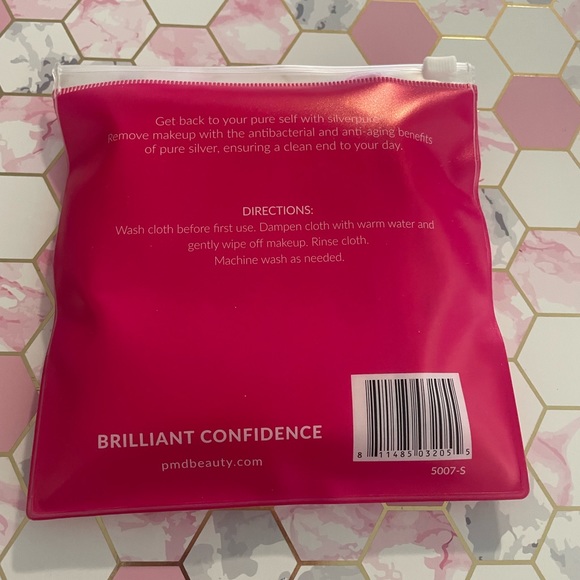 Get back to your pure self with silverpure.
Remove makeup with the antibacterial and anti-aging benefits
of pure silver, ensuring a clean end to your day.
DIRECTIONS:
Wash cloth before first use. Dampen cloth with warm water and
gently wipe off makeup. Rinse cloth.
Machine wash as needed.
BRILLIANT CONFIDENCE
pmdbeauty.com
8 11485 03205 5
5007-S